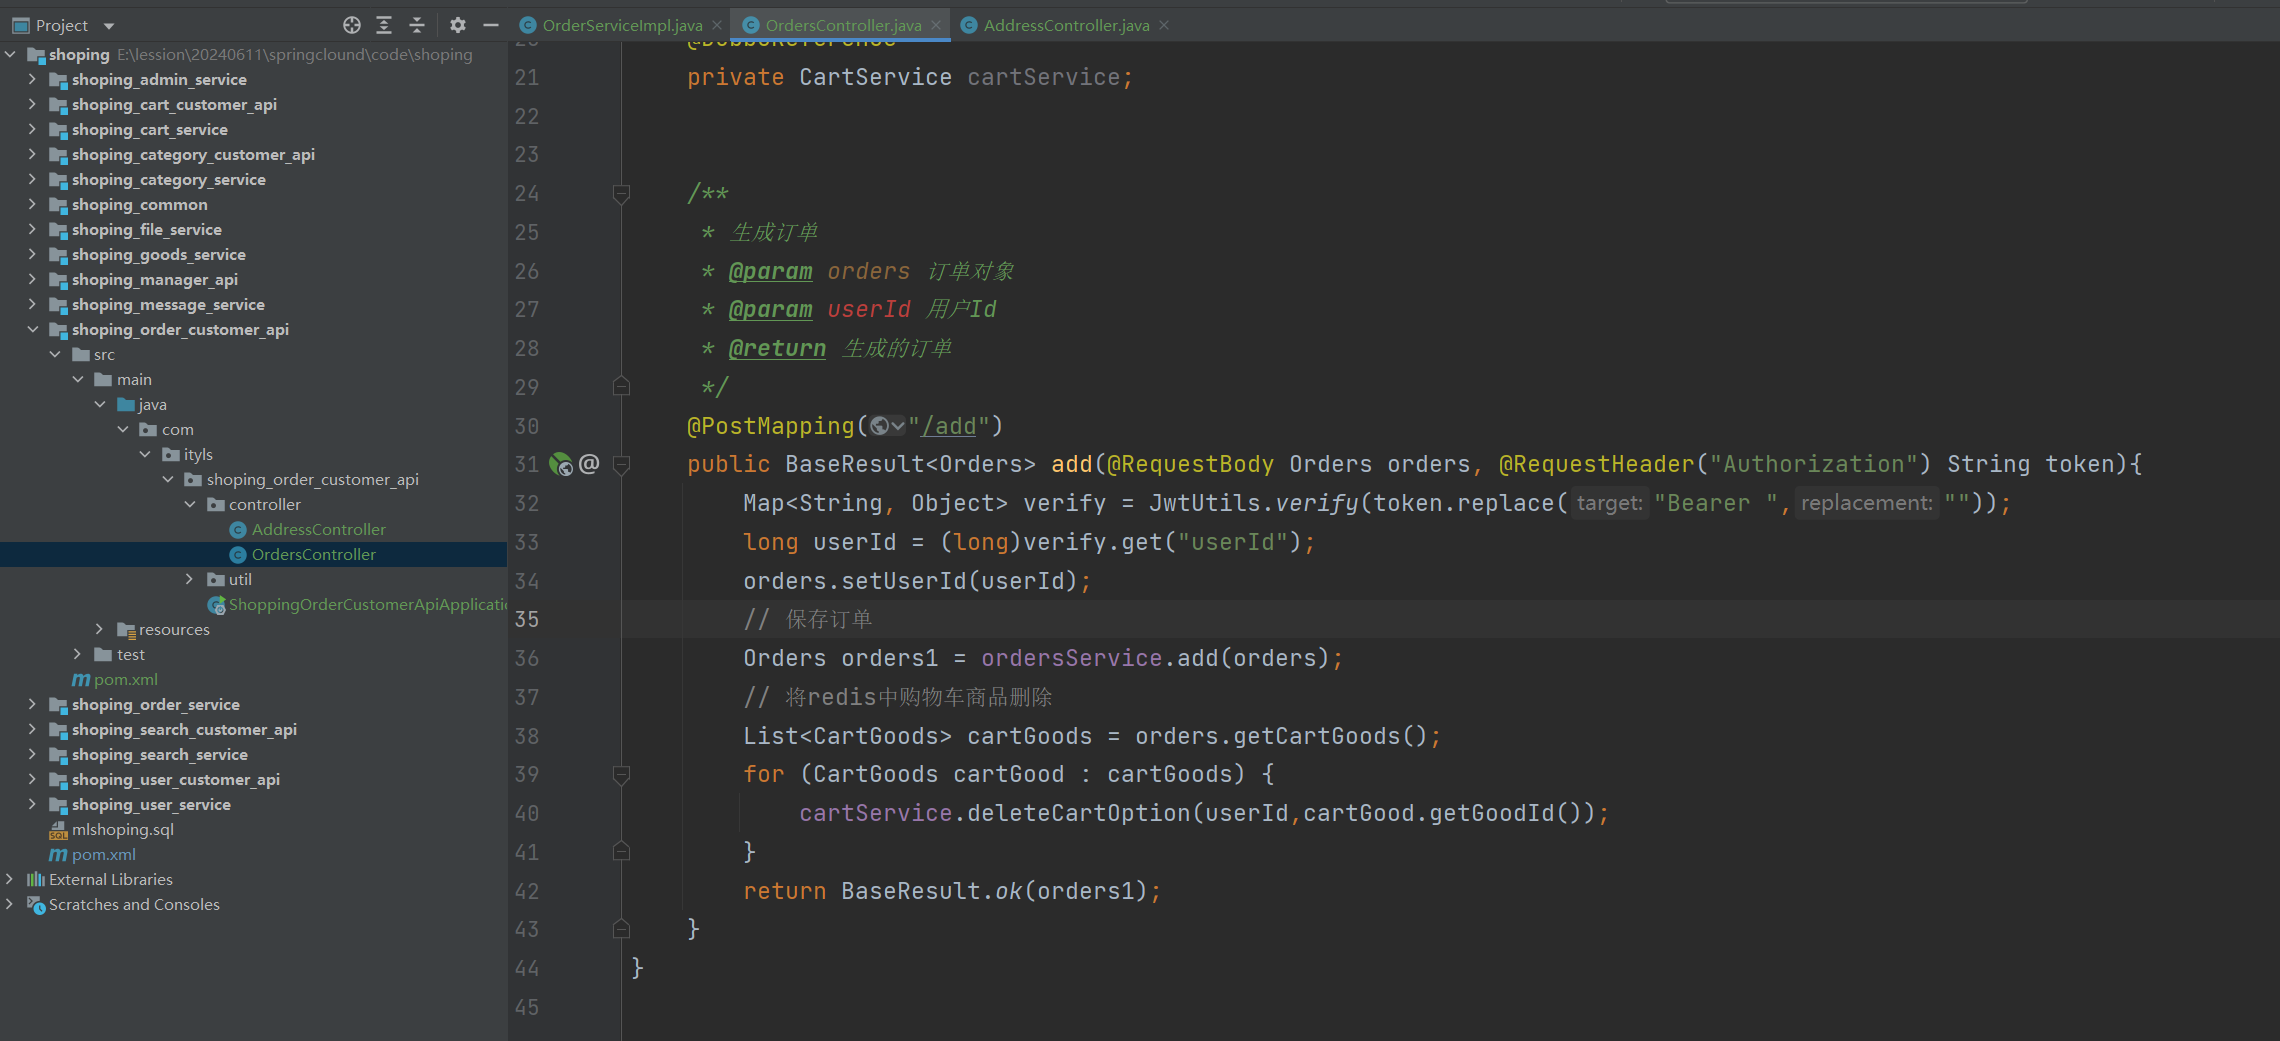 Project
shoping E:\lession\20240611\springclound\code\shoping
shoping_admin_service
shoping_cart_customer_api
shoping_cart_service
shoping_category_customer_api
shoping_category_service
shoping_common
shoping_file_service
shoping_goods_service
shoping_manager_api
shoping_message_service
shoping_order_customer_api
src
main
java
com
ityls
shoping_order_customer_api
controller
AddressController
OrdersController
util
ShoppingOrderCustomerApiApplicati
resources
test
pom.xml
shoping_order_service
shoping_search_customer_api
shoping_search_service
shoping_user_customer_api
shoping_user_service
mlshoping.sql
pom.xml
External Libraries
Scratches and Consoles
OrderServiceImpl.java OrdersController.java AddressController.java
20 @DubboReference
21 private CartService cartService;
22
23
24 /**
25 * 生成订单
26 * @param orders 订单对象
27 * @param userId 用户Id
28 * @return 生成的订单
29 */
30 @PostMapping("/add")
31 @ public BaseResult<Orders> add(@RequestBody Orders orders, @RequestHeader("Authorization") String token){
32 Map<String, Object> verify = JwtUtils.verify(token.replace( target: "Bearer ", replacement: ""));
33 long userId = (long)verify.get("userId");
34 orders.setUserId(userId);
35 // 保存订单
36 Orders orders1 = ordersService.add(orders);
37 // 将redis中购物车商品删除
38 List<CartGoods> cartGoods = orders.getCartGoods();
39 for (CartGoods cartGood : cartGoods) {
40 cartService.deleteCartOption(userId,cartGood.getGoodId());
41 }
42 return BaseResult.ok(orders1);
43 }
44 }
45